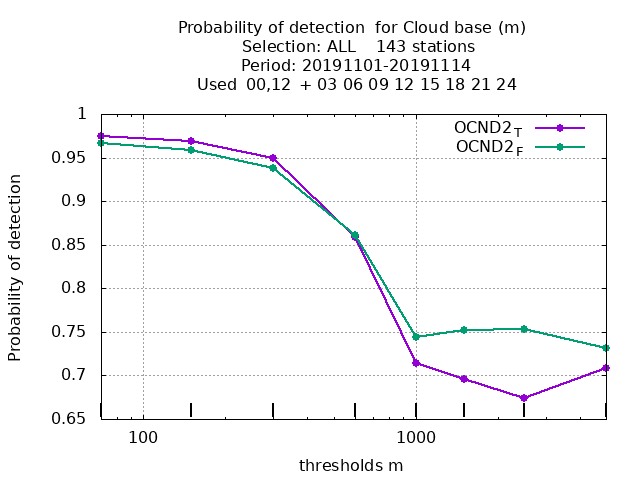 Probability of detection  for Cloud base (m)
Selection: ALL    143 stations
Period: 20191101-20191114
Used  00,12  + 03 06 09 12 15 18 21 24
OCND2T
OCND2F
1
0.95
0.9
0.85
0.8
0.75
0.7
0.65
Probability of detection
100
1000
thresholds m